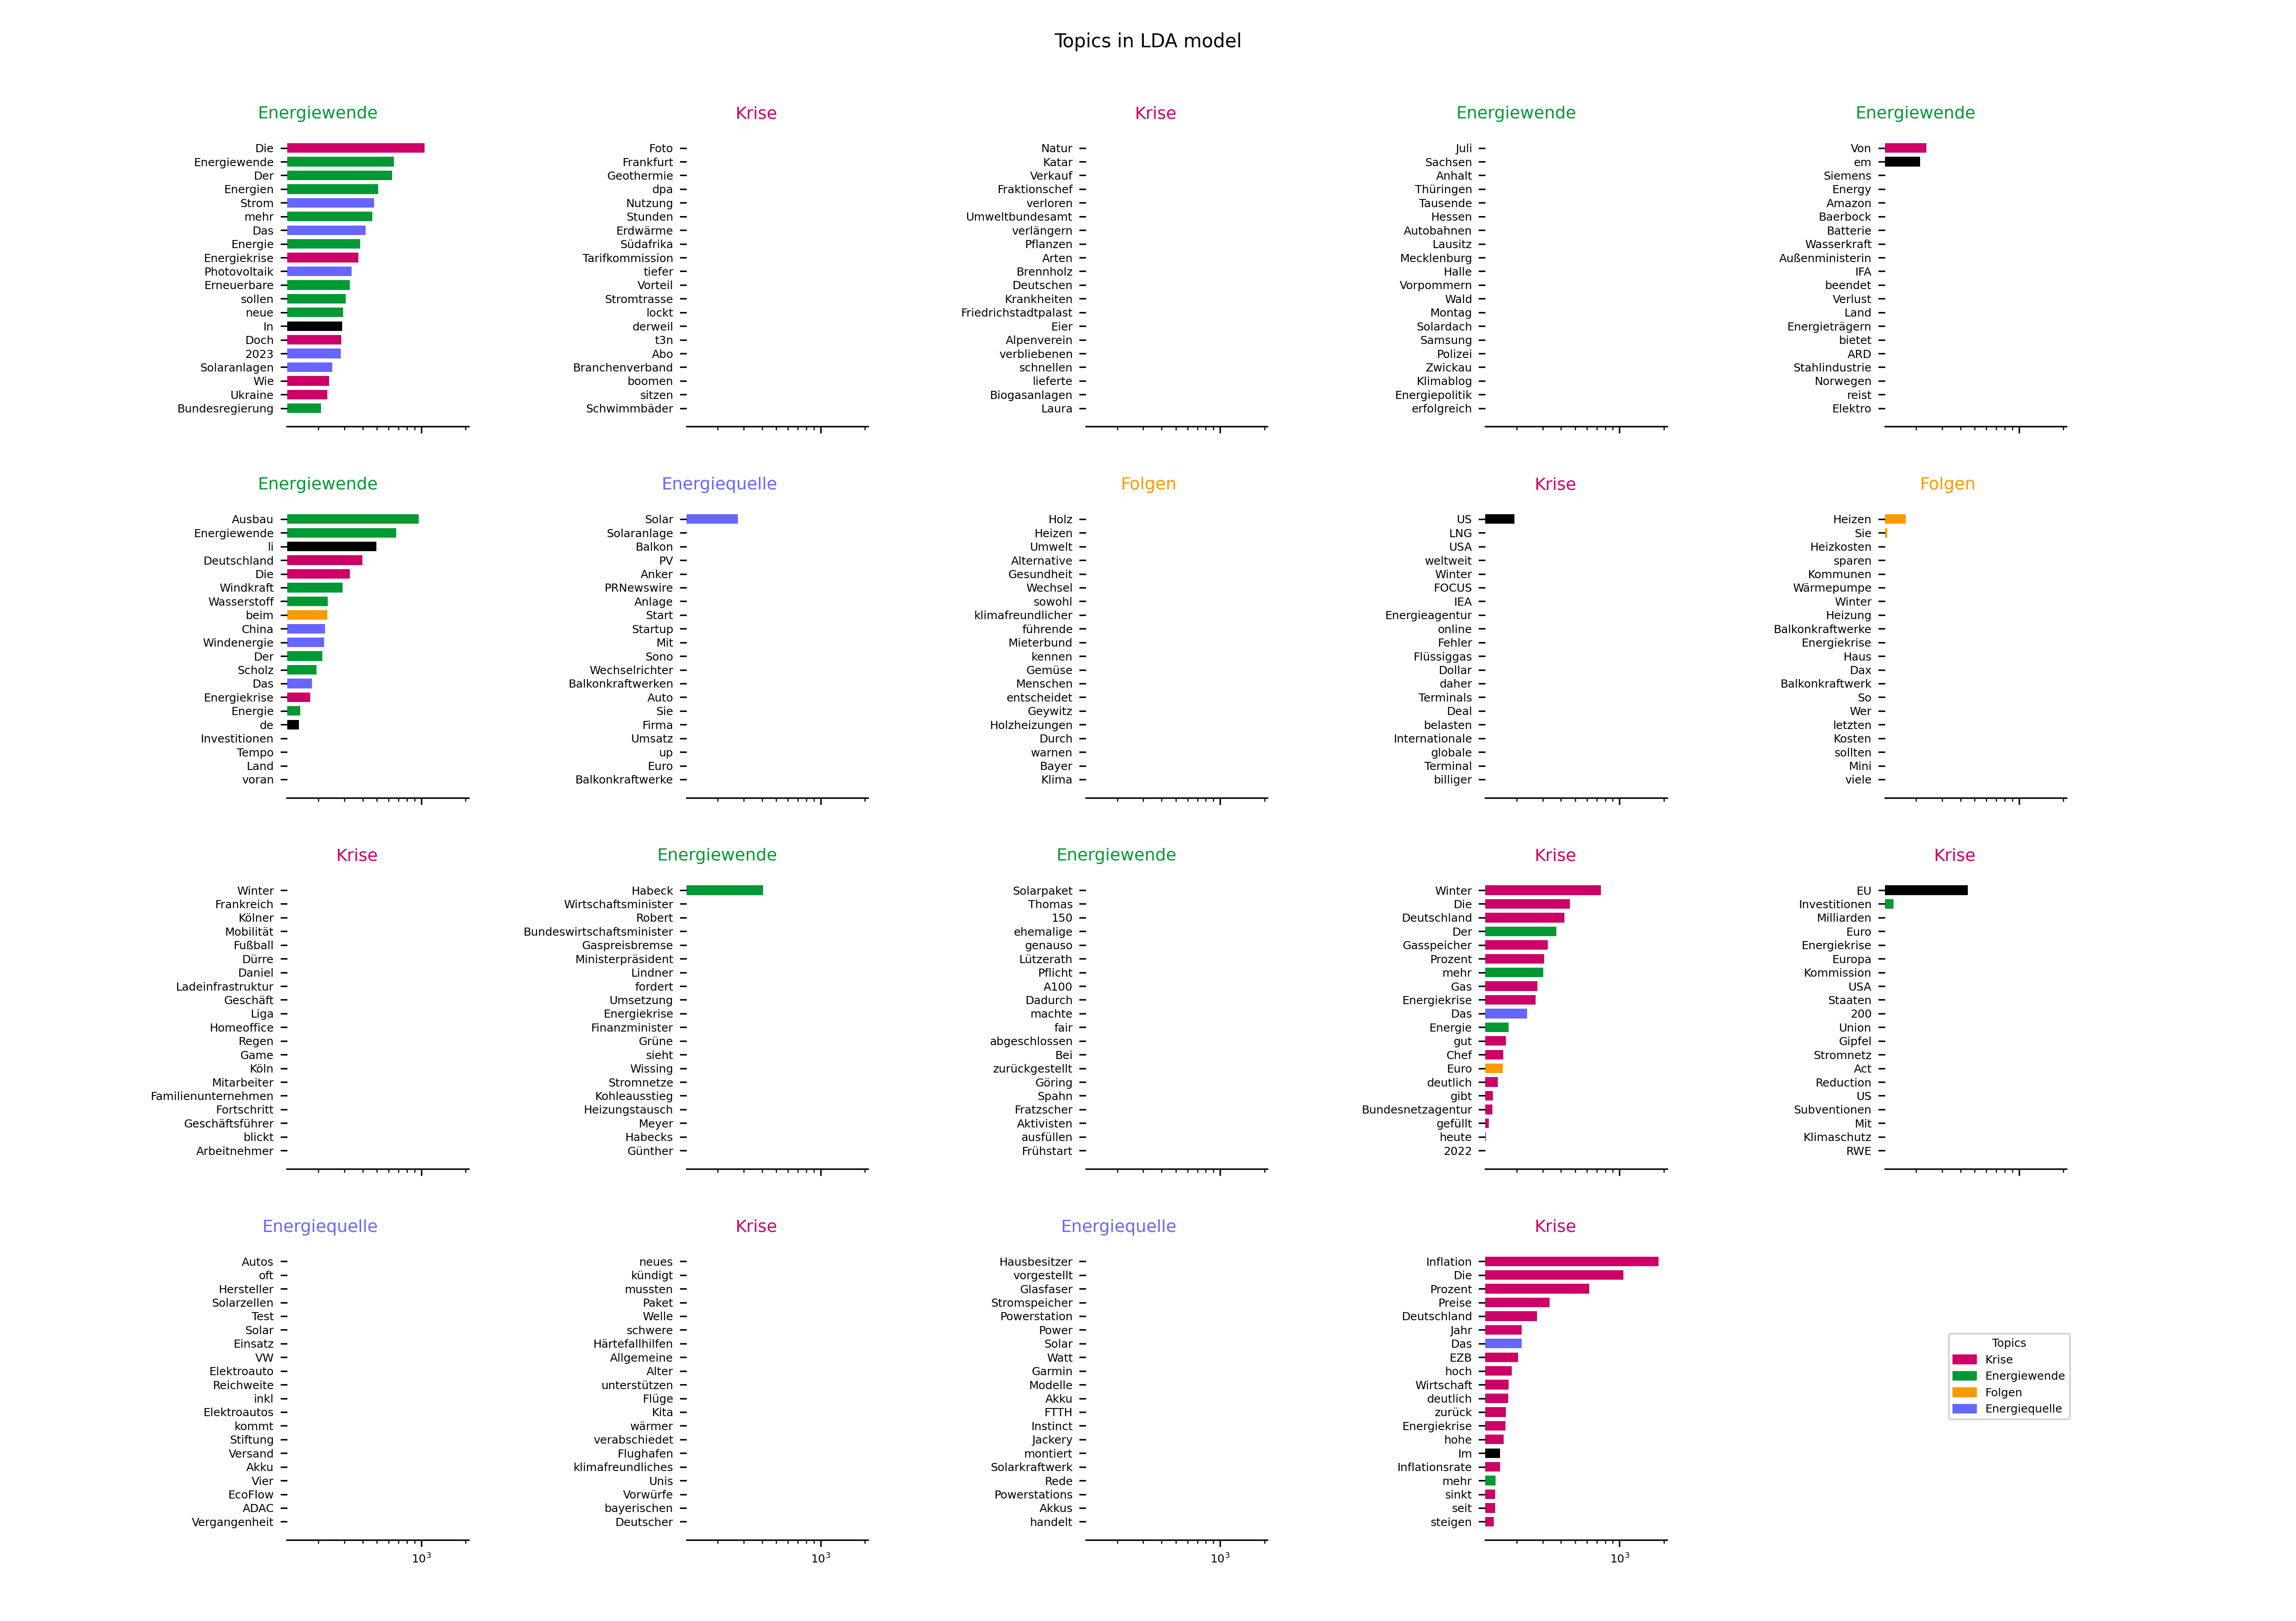 Topics in LDA model
Energiewende
Die
Energiewende
Der
Energien
Strom
mehr
Das
Energie
Energiekrise
Photovoltaik
Erneuerbare
sollen
neue
In
Doch
2023
Solaranlagen
Wie
Ukraine
Bundesregierung
Krise
Foto
Frankfurt
Geothermie
dpa
Nutzung
Stunden
Erdwärme
Südafrika
Tarifkommission
tiefer
Vorteil
Stromtrasse
lockt
derweil
t3n
Abo
Branchenverband
boomen
sitzen
Schwimmbäder
Krise
Natur
Katar
Verkauf
Fraktionschef
verloren
Umweltbundesamt
verlängern
Pflanzen
Arten
Brennholz
Deutschen
Krankheiten
Friedrichstadtpalast
Eier
Alpenverein
verbliebenen
schnellen
lieferte
Biogasanlagen
Laura
Energiewende
Juli
Sachsen
Anhalt
Thüringen
Tausende
Hessen
Autobahnen
Lausitz
Mecklenburg
Halle
Vorpommern
Wald
Montag
Solardach
Samsung
Polizei
Zwickau
Klimablog
Energiepolitik
erfolgreich
Energiewende
Von
em
Siemens
Energy
Amazon
Baerbock
Batterie
Wasserkraft
Außenministerin
IFA
beendet
Verlust
Land
Energieträgern
bietet
ARD
Stahlindustrie
Norwegen
reist
Elektro
Energiewende
Ausbau
Energiewende
li
Deutschland
Die
Windkraft
Wasserstoff
beim
China
Windenergie
Der
Scholz
Das
Energiekrise
Energie
de
Investitionen
Tempo
Land
voran
Energiequelle
Solar
Solaranlage
Balkon
PV
Anker
PRNewswire
Anlage
Start
Startup
Mit
Sono
Wechselrichter
Balkonkraftwerken
Auto
Sie
Firma
Umsatz
up
Euro
Balkonkraftwerke
Folgen
Holz
Heizen
Umwelt
Alternative
Gesundheit
Wechsel
sowohl
klimafreundlicher
führende
Mieterbund
kennen
Gemüse
Menschen
entscheidet
Geywitz
Holzheizungen
Durch
warnen
Bayer
Klima
Krise
US
LNG
USA
weltweit
Winter
FOCUS
IEA
Energieagentur
online
Fehler
Flüssiggas
Dollar
daher
Terminals
Deal
belasten
Internationale
globale
Terminal
billiger
Folgen
Heizen
Sie
Heizkosten
sparen
Kommunen
Wärmepumpe
Winter
Heizung
Balkonkraftwerke
Energiekrise
Haus
Dax
Balkonkraftwerk
So
Wer
letzten
Kosten
sollten
Mini
viele
Krise
Winter
Frankreich
Kölner
Mobilität
Fußball
Dürre
Daniel
Ladeinfrastruktur
Geschäft
Liga
Homeoffice
Regen
Game
Köln
Mitarbeiter
Familienunternehmen
Fortschritt
Geschäftsführer
blickt
Arbeitnehmer
Energiewende
Habeck
Wirtschaftsminister
Robert
Bundeswirtschaftsminister
Gaspreisbremse
Ministerpräsident
Lindner
fordert
Umsetzung
Energiekrise
Finanzminister
Grüne
sieht
Wissing
Stromnetze
Kohleausstieg
Heizungstausch
Meyer
Habecks
Günther
Energiewende
Solarpaket
Thomas
150
ehemalige
genauso
Lützerath
Pflicht
A100
Dadurch
machte
fair
abgeschlossen
Bei
zurückgestellt
Göring
Spahn
Fratzscher
Aktivisten
ausfüllen
Frühstart
Krise
Winter
Die
Deutschland
Der
Gasspeicher
Prozent
mehr
Gas
Energiekrise
Das
Energie
gut
Chef
Euro
deutlich
gibt
Bundesnetzagentur
gefüllt
heute
2022
Krise
EU
Investitionen
Milliarden
Euro
Energiekrise
Europa
Kommission
USA
Staaten
200
Union
Gipfel
Stromnetz
Act
Reduction
US
Subventionen
Mit
Klimaschutz
RWE
Energiequelle
Autos
oft
Hersteller
Solarzellen
Test
Solar
Einsatz
VW
Elektroauto
Reichweite
inkl
Elektroautos
kommt
Stiftung
Versand
Akku
Vier
EcoFlow
ADAC
Vergangenheit
10³
Krise
neues
kündigt
mussten
Paket
Welle
schwere
Härtefallhilfen
Allgemeine
Alter
unterstützen
Flüge
Kita
wärmer
verabschiedet
Flughafen
klimafreundliches
Unis
Vorwürfe
bayerischen
Deutscher
10³
Energiequelle
Hausbesitzer
vorgestellt
Glasfaser
Stromspeicher
Powerstation
Power
Solar
Watt
Garmin
Modelle
Akku
FTTH
Instinct
Jackery
montiert
Solarkraftwerk
Rede
Powerstations
Akkus
handelt
10³
Krise
Inflation
Die
Prozent
Preise
Deutschland
Jahr
Das
EZB
hoch
Wirtschaft
deutlich
zurück
Energiekrise
hohe
Im
Inflationsrate
mehr
sinkt
seit
steigen
10³
Topics
Krise
Energiewende
Folgen
Energiequelle